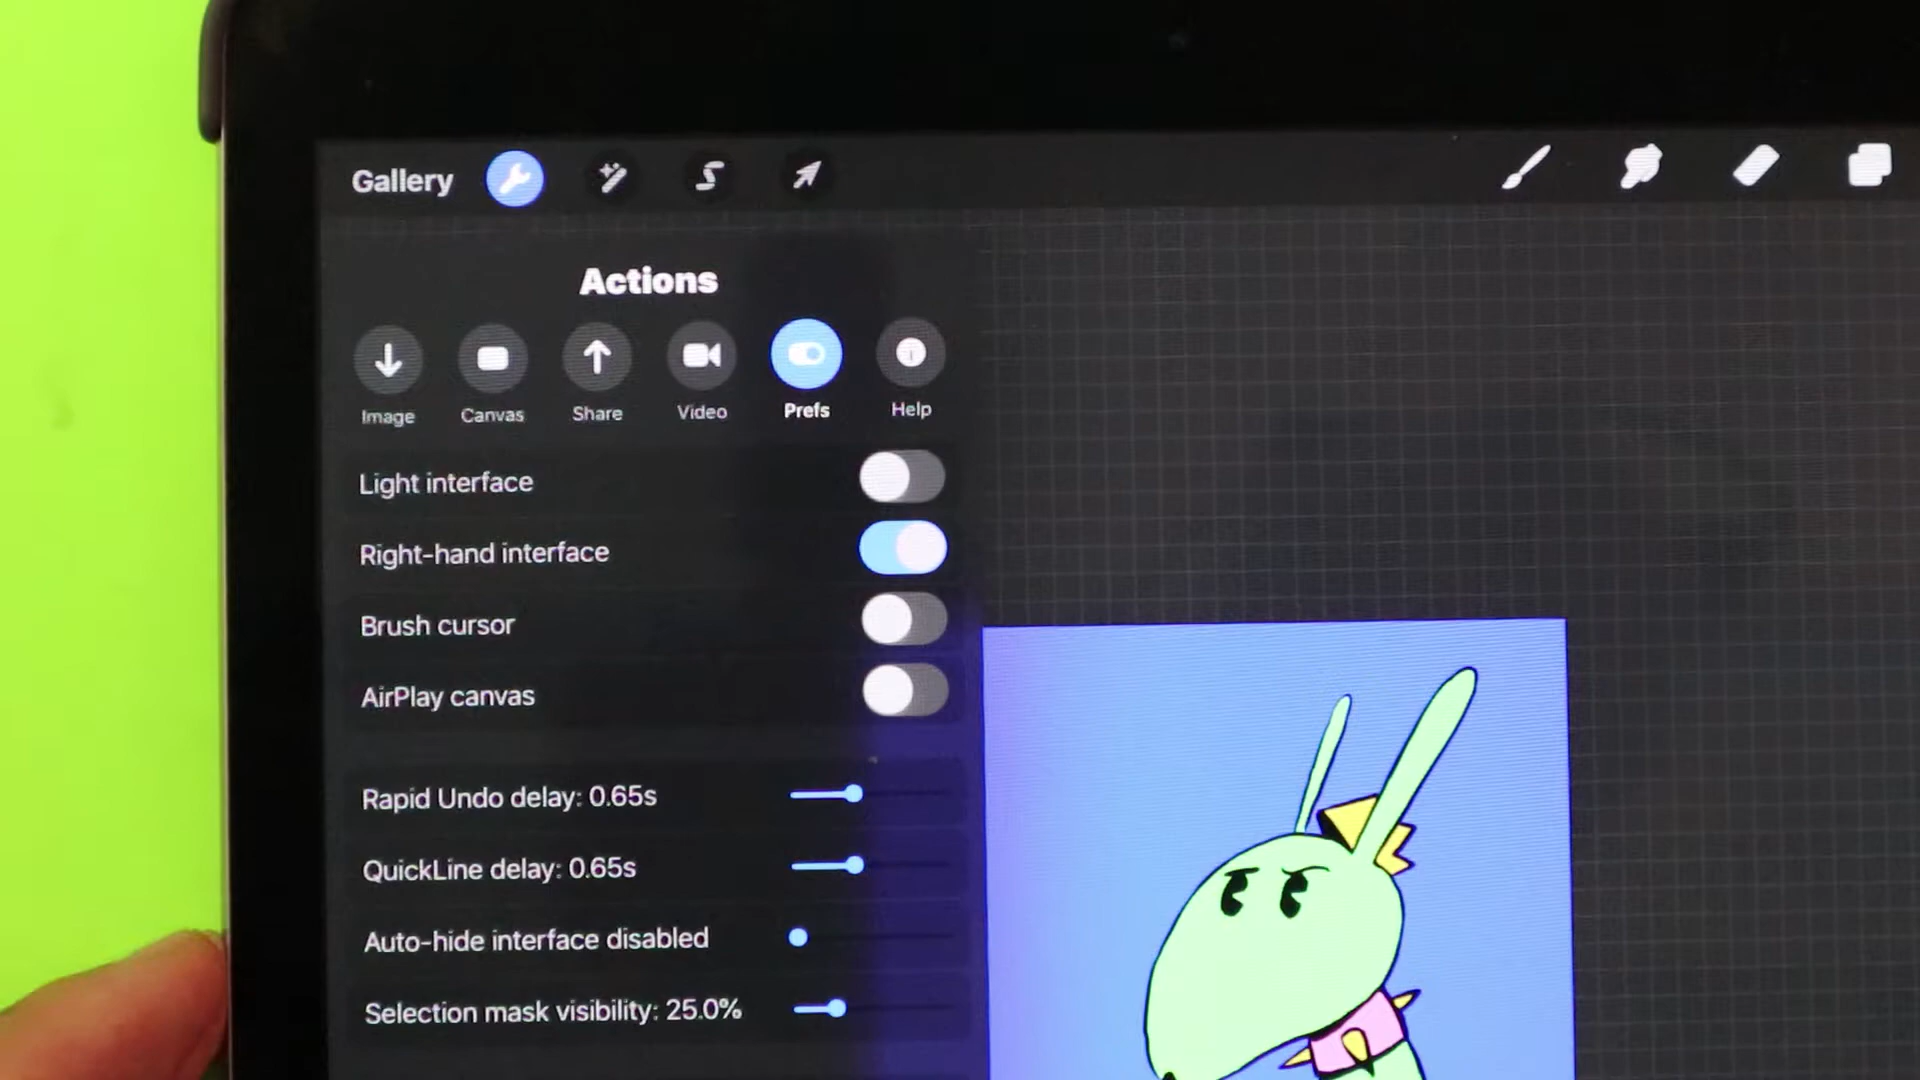 Gallery
Actions
Image Canvas Share Video Prefs Help
Light interface
Right-hand interface
Brush cursor
AirPlay canvas
Rapid Undo delay: 0.65s
QuickLine delay: 0.65s
Auto-hide interface disabled
Selection mask visibility: 25.0%